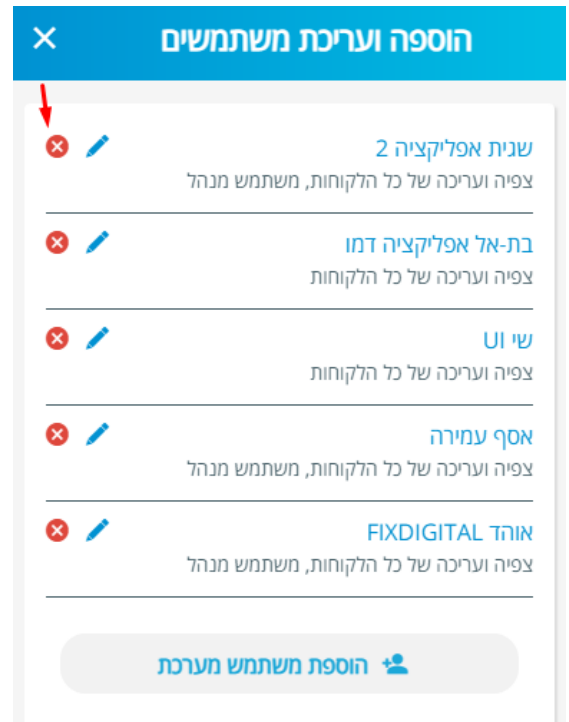 הוספה ועריכת משתמשים
שגית אפליקציה 2
צפיה ועריכה של כל הלקוחות, משתמש מנהל
בת-אל אפליקציה דמו
צפיה ועריכה של כל הלקוחות
שי UI
צפיה ועריכה של כל הלקוחות
אסף עמירה
צפיה ועריכה של כל הלקוחות, משתמש מנהל
אוהד FIXDIGITAL
צפיה ועריכה של כל הלקוחות, משתמש מנהל
הוספת משתמש מערכת